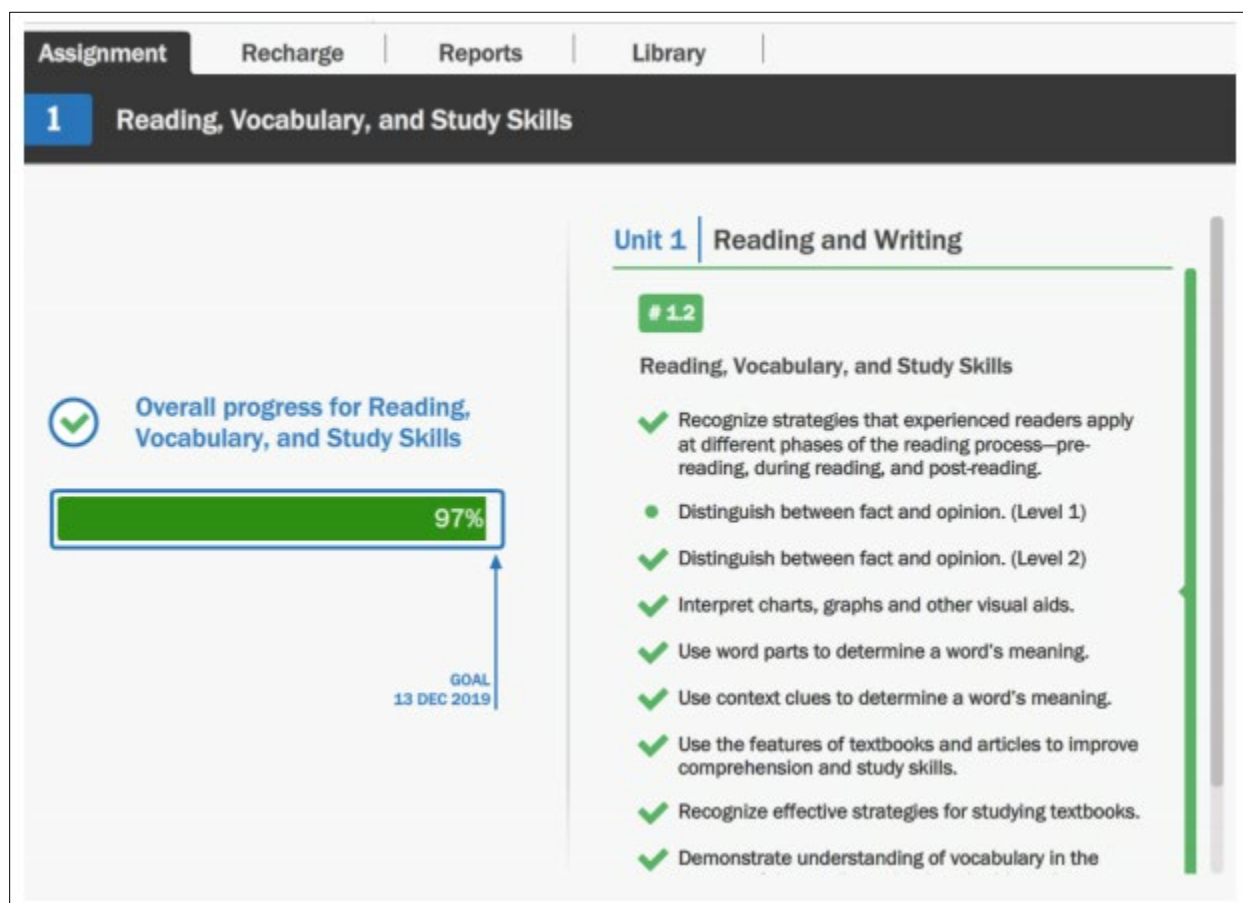 Assignment Recharge Reports Library
1 Reading, Vocabulary, and Study Skills
Overall progress for Reading,
Vocabulary, and Study Skills
97%
GOAL
13 DEC 2019
Unit 1 Reading and Writing
# 1.2
Reading, Vocabulary, and Study Skills
Recognize strategies that experienced readers apply
at different phases of the reading process—pre-
reading, during reading, and post-reading.
Distinguish between fact and opinion. (Level 1)
Distinguish between fact and opinion. (Level 2)
Interpret charts, graphs and other visual aids.
Use word parts to determine a word's meaning.
Use context clues to determine a word's meaning.
Use the features of textbooks and articles to improve
comprehension and study skills.
Recognize effective strategies for studying textbooks.
Demonstrate understanding of vocabulary in the